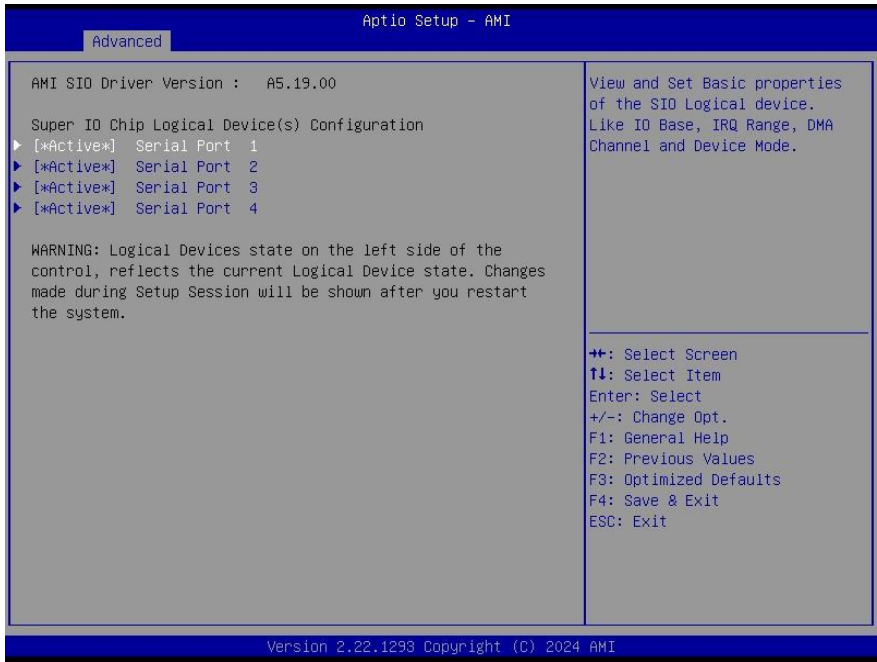 Aptio Setup – AMI
Advanced
AMI SIO Driver Version : A5.19.00
Super IO Chip Logical Device(s) Configuration
[*Active*] Serial Port 1
[*Active*] Serial Port 2
[*Active*] Serial Port 3
[*Active*] Serial Port 4
WARNING: Logical Devices state on the left side of the
control, reflects the current Logical Device state. Changes
made during Setup Session will be shown after you restart
the system.
View and Set Basic properties
of the SIO Logical device.
Like IO Base, IRQ Range, DMA
Channel and Device Mode.
→←: Select Screen
↑↓: Select Item
Enter: Select
+/-: Change Opt.
F1: General Help
F2: Previous Values
F3: Optimized Defaults
F4: Save & Exit
ESC: Exit
Version 2.22.1293 Copyright (C) 2024 AMI